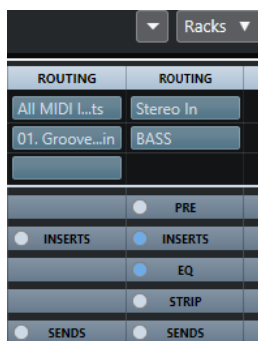 Racks
ROUTING ROUTING
All MIDI I...ts Stereo In
01. Groove...in BASS
PRE
INSERTS INSERTS
EQ
STRIP
SENDS SENDS